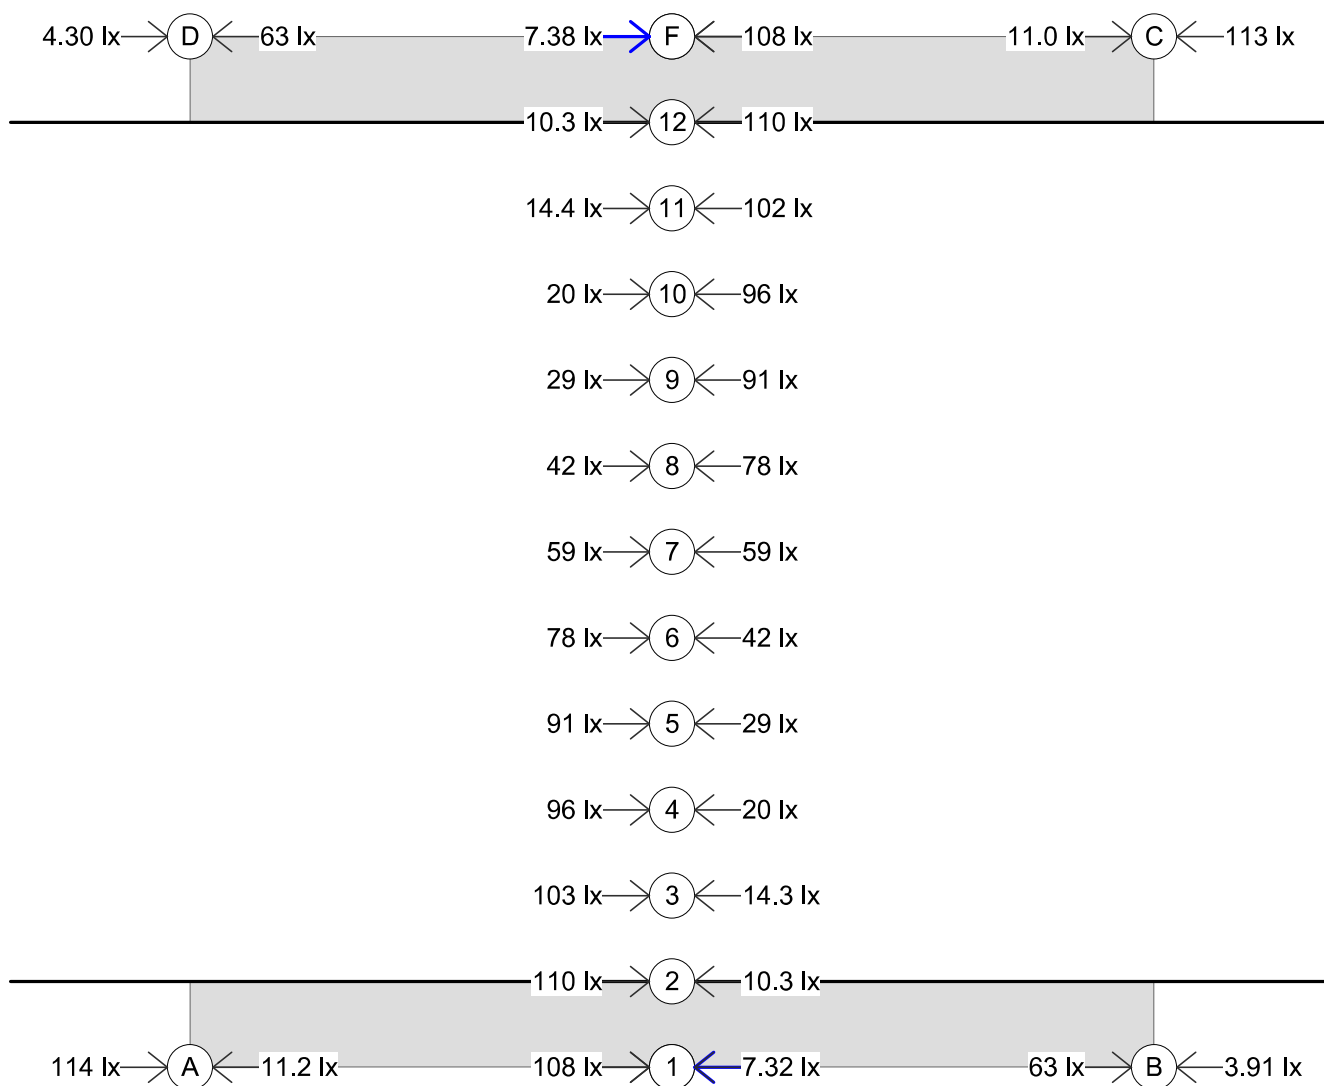 4.30 lx D 63 lx 7.38 lx F 108 lx 11.0 lx C 113 lx
10.3 lx 12 110 lx
14.4 lx 11 102 lx
20 lx 10 96 lx
29 lx 9 91 lx
42 lx 8 78 lx
59 lx 7 59 lx
78 lx 6 42 lx
91 lx 5 29 lx
96 lx 4 20 lx
103 lx 3 14.3 lx
110 lx 2 10.3 lx
114 lx A 11.2 lx 108 lx 1 7.32 lx 63 lx B 3.91 lx